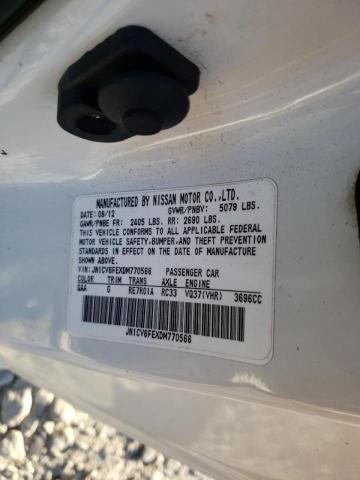 MANUFACTURED BY NISSAN MOTOR CO.,LTD.
DATE: 08/12 GVWR/PNBV: 5079 LBS.
GAWR/PNBE FR: 2405 LBS. RR: 2690 LBS.
THIS VEHICLE CONFORMS TO ALL APPLICABLE FEDERAL
MOTOR VEHICLE SAFETY,BUMPER,AND THEFT PREVENTION
STANDARDS IN EFFECT ON THE DATE OF MANUFACTURE
SHOWN ABOVE.
VIN: JN1CV6FEXDM770566 PASSENGER CAR
COLOR TRIM TRANS AXLE ENGINE
QAA G RE7R01A RC33 VQ37(VHR) 3696CC
JN1CV6FEXDM770566